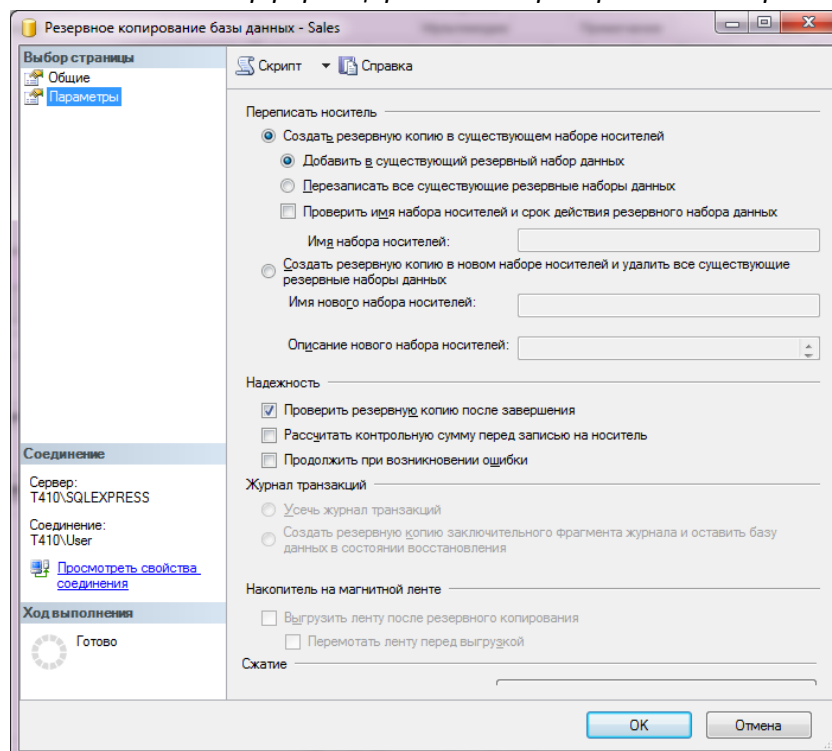 Резервное копирование базы данных - Sales
Выбор страницы
Общие
Параметры
Скрипт
Справка
Переписать носитель
Создать резервную копию в существующем наборе носителей
Добавить в существующий резервный набор данных
Перезаписать все существующие резервные наборы данных
Проверить имя набора носителей и срок действия резервного набора данных
Имя набора носителей:
Создать резервную копию в новом наборе носителей и удалить все существующие
резервные наборы данных
Имя нового набора носителей:
Описание нового набора носителей:
Надежность
Проверить резервную копию после завершения
Рассчитать контрольную сумму перед записью на носитель
Продолжить при возникновении ошибки
Журнал транзакций
Усечь журнал транзакций
Создать резервную копию заключительного фрагмента журнала и оставить базу
данных в состоянии восстановления
Накопитель на магнитной ленте
Выгрузить ленту после резервного копирования
Перемотать ленту перед выгрузкой
Сжатие
Соединение
Сервер:
T410\SQLEXPRESS
Соединение:
T410\User
Просмотреть свойства
соединения
Ход выполнения
Готово
OK
Отмена